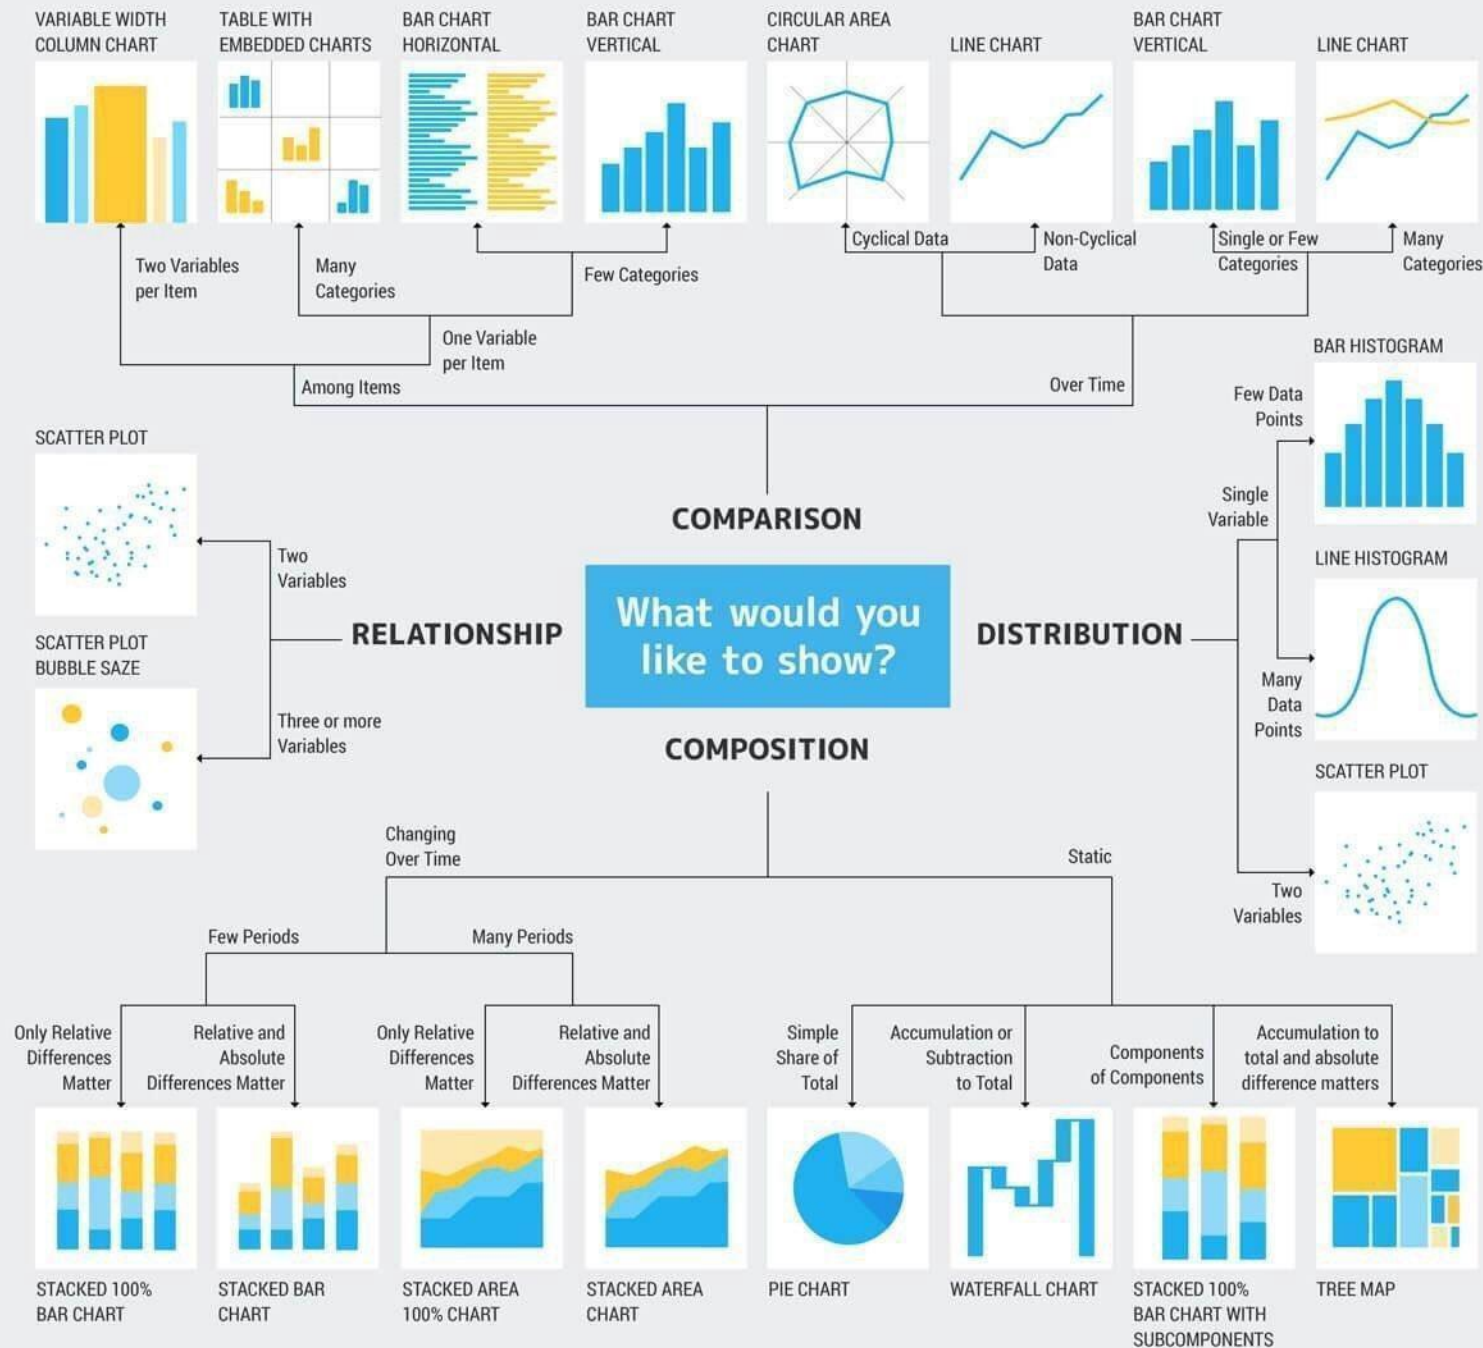 VARIABLE WIDTH
COLUMN CHART
TABLE WITH
EMBEDDED CHARTS
BAR CHART
HORIZONTAL
BAR CHART
VERTICAL
CIRCULAR AREA
CHART
LINE CHART
BAR CHART
VERTICAL
LINE CHART
Two Variables
per Item
Many
Categories
Few Categories
Cyclical Data
Non-Cyclical
Data
Single or Few
Categories
Many
Categories
One Variable
per Item
Among Items
Over Time
BAR HISTOGRAM
Few Data
Points
Single
Variable
LINE HISTOGRAM
Many
Data
Points
SCATTER PLOT
Two
Variables
SCATTER PLOT
Two
Variables
SCATTER PLOT
BUBBLE SAZE
Three or more
Variables
COMPARISON
RELATIONSHIP
What would you
like to show?
DISTRIBUTION
COMPOSITION
Changing
Over Time
Static
Few Periods
Many Periods
Only Relative
Differences
Matter
Relative and
Absolute
Differences Matter
Only Relative
Differences
Matter
Relative and
Absolute
Differences Matter
Simple
Share of
Total
Accumulation or
Subtraction
to Total
Components
of Components
Accumulation to
total and absolute
difference matters
STACKED 100%
BAR CHART
STACKED BAR
CHART
STACKED AREA
100% CHART
STACKED AREA
CHART
PIE CHART
WATERFALL CHART
STACKED 100%
BAR CHART WITH
SUBCOMPONENTS
TREE MAP